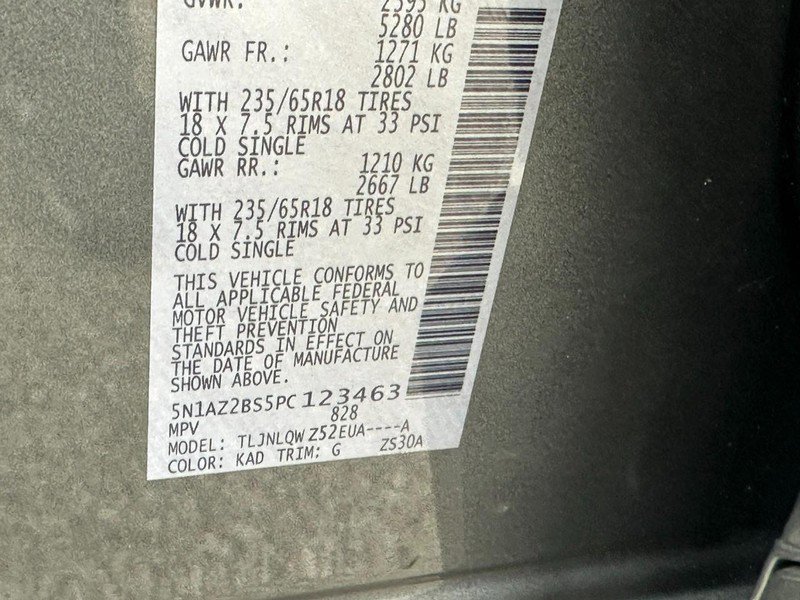 GVWR: 2395 KG
5280 LB
GAWR FR.: 1271 KG
2802 LB
WITH 235/65R18 TIRES
18 X 7.5 RIMS AT 33 PSI
COLD SINGLE
GAWR RR.: 1210 KG
2667 LB
WITH 235/65R18 TIRES
18 X 7.5 RIMS AT 33 PSI
COLD SINGLE
THIS VEHICLE CONFORMS TO
ALL APPLICABLE FEDERAL
MOTOR VEHICLE SAFETY AND
THEFT PREVENTION
STANDARDS IN EFFECT ON
THE DATE OF MANUFACTURE
SHOWN ABOVE.
5N1AZ2BS5PC123463
MPV 828
MODEL: TLJNLQW Z52EUA----A
COLOR: KAD TRIM: G ZS30A